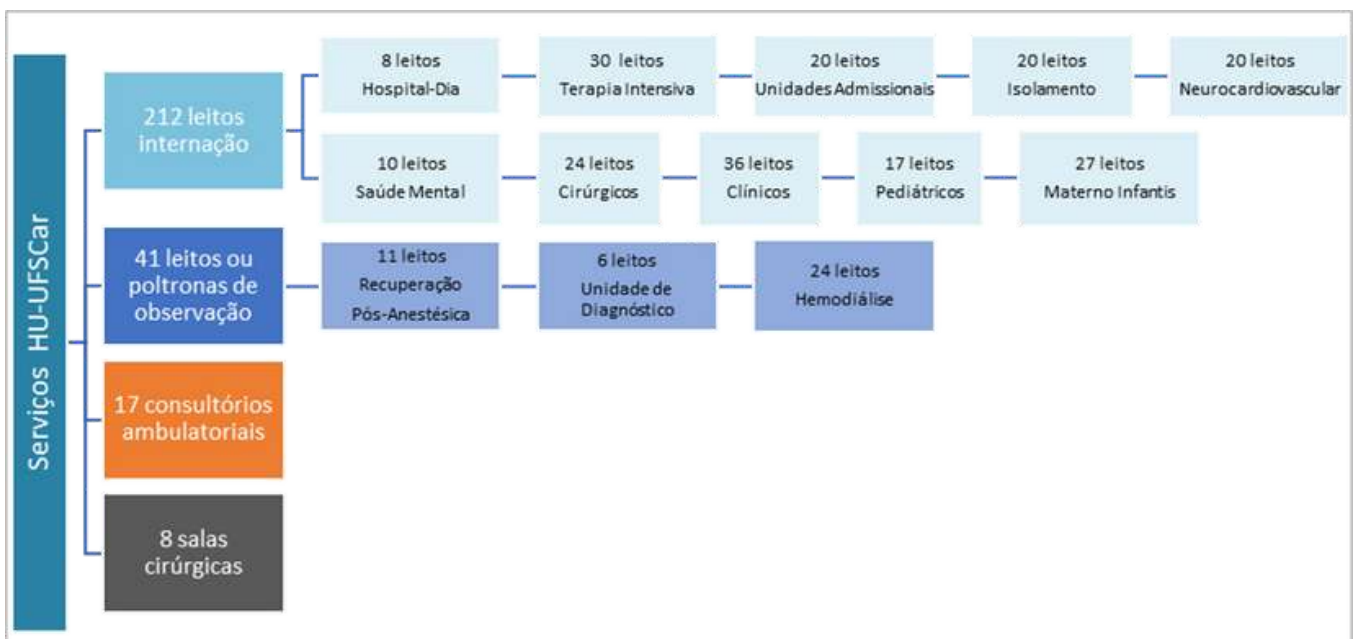 Serviços HU-UFSCar
212 leitos
internação
8 leitos
Hospital-Dia
30 leitos
Terapia Intensiva
20 leitos
Unidades Admissionais
20 leitos
Isolamento
20 leitos
Neurocardiovascular
10 leitos
Saúde Mental
24 leitos
Cirúrgicos
36 leitos
Clínicos
17 leitos
Pediátricos
27 leitos
Materno Infantis
41 leitos ou
poltronas de
observação
11 leitos
Recuperação
Pós-Anestésica
6 leitos
Unidade de
Diagnóstico
24 leitos
Hemodiálise
17 consultórios
ambulatoriais
8 salas
cirúrgicas